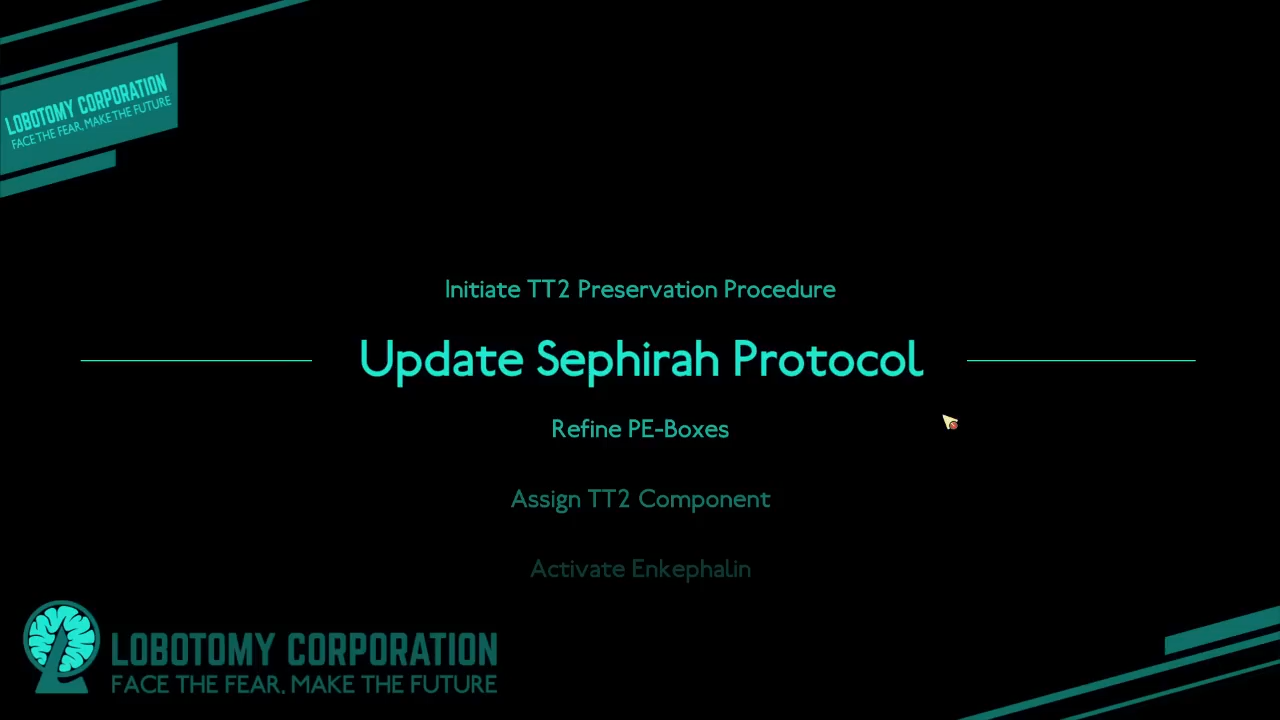 LOBOTOMY CORPORATION
FACE THE FEAR, MAKE THE FUTURE
Initiate TT2 Preservation Procedure
Update Sephirah Protocol
Refine PE-Boxes
Assign TT2 Component
Activate Enkephalin
LOBOTOMY CORPORATION
FACE THE FEAR, MAKE THE FUTURE